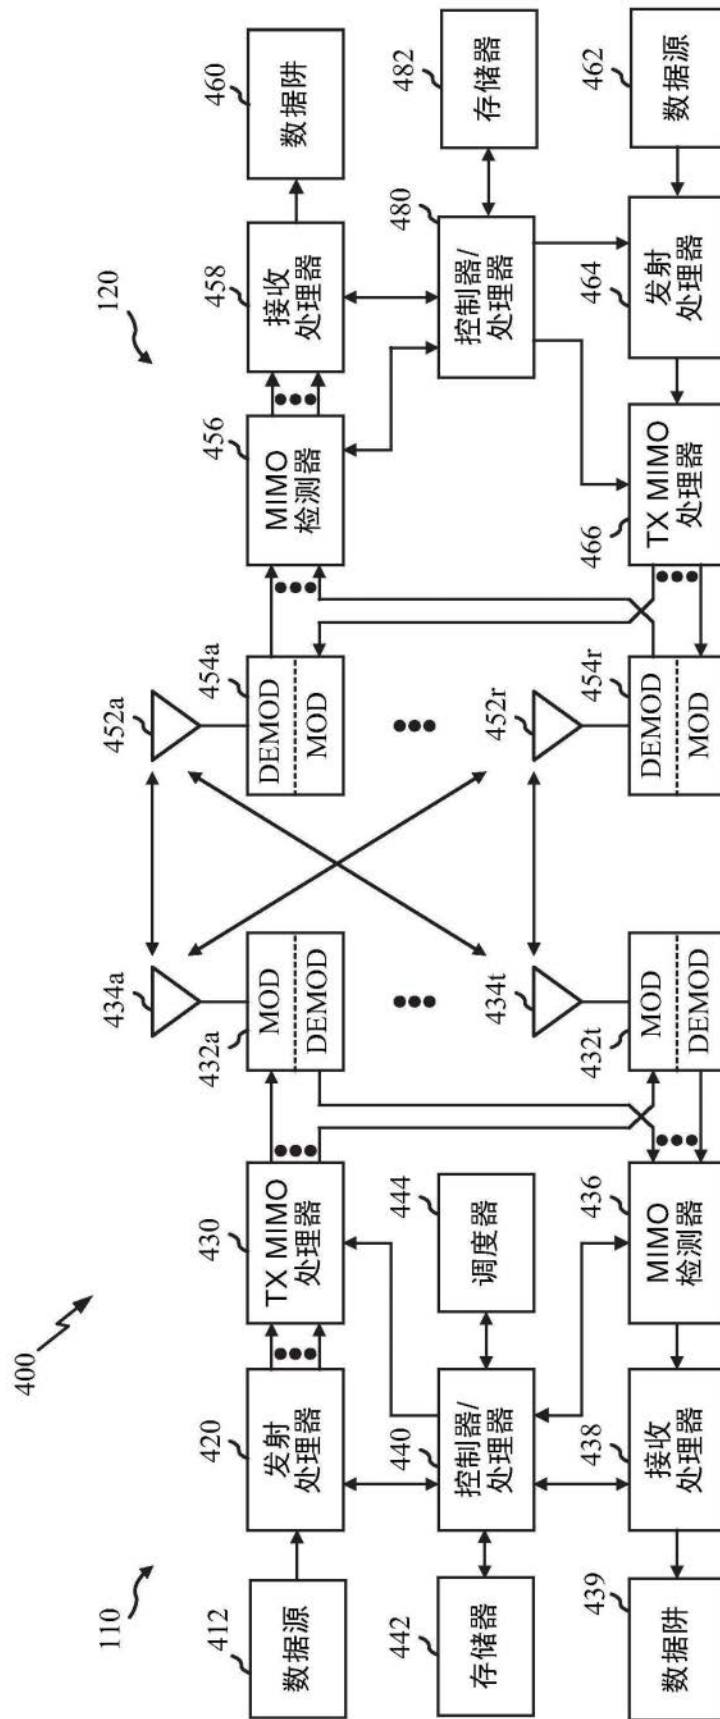 400
110
120
412
数据源
420
发射
处理器
430
TX MIMO
处理器
432a
MOD
DEMOD
434a
452a
454a
DEMOD
MOD
456
MIMO
检测器
458
接收
处理器
460
数据阱
442
存储器
440
控制器/
处理器
444
调度器
434t
452r
480
控制器/
处理器
482
存储器
439
数据阱
438
接收
处理器
436
MIMO
检测器
432t
MOD
DEMOD
454r
DEMOD
MOD
466
TX MIMO
处理器
464
发射
处理器
462
数据源